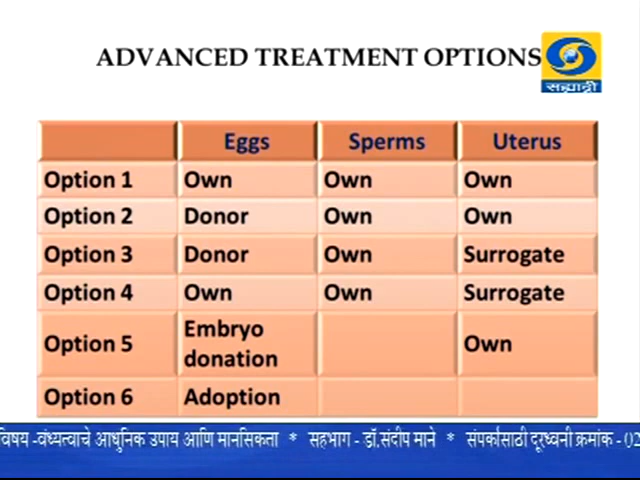 ADVANCED TREATMENT OPTIONS
सह्याद्री
Eggs Sperms Uterus
Option 1 Own Own Own
Option 2 Donor Own Own
Option 3 Donor Own Surrogate
Option 4 Own Own Surrogate
Option 5 Embryo donation Own
Option 6 Adoption
विषय -वंध्यत्वाचे आधुनिक उपाय आणि मानसिकता * सहभाग - डॉ.संदीप माने * संपर्कासाठी दूरध्वनी क्रमांक - 02